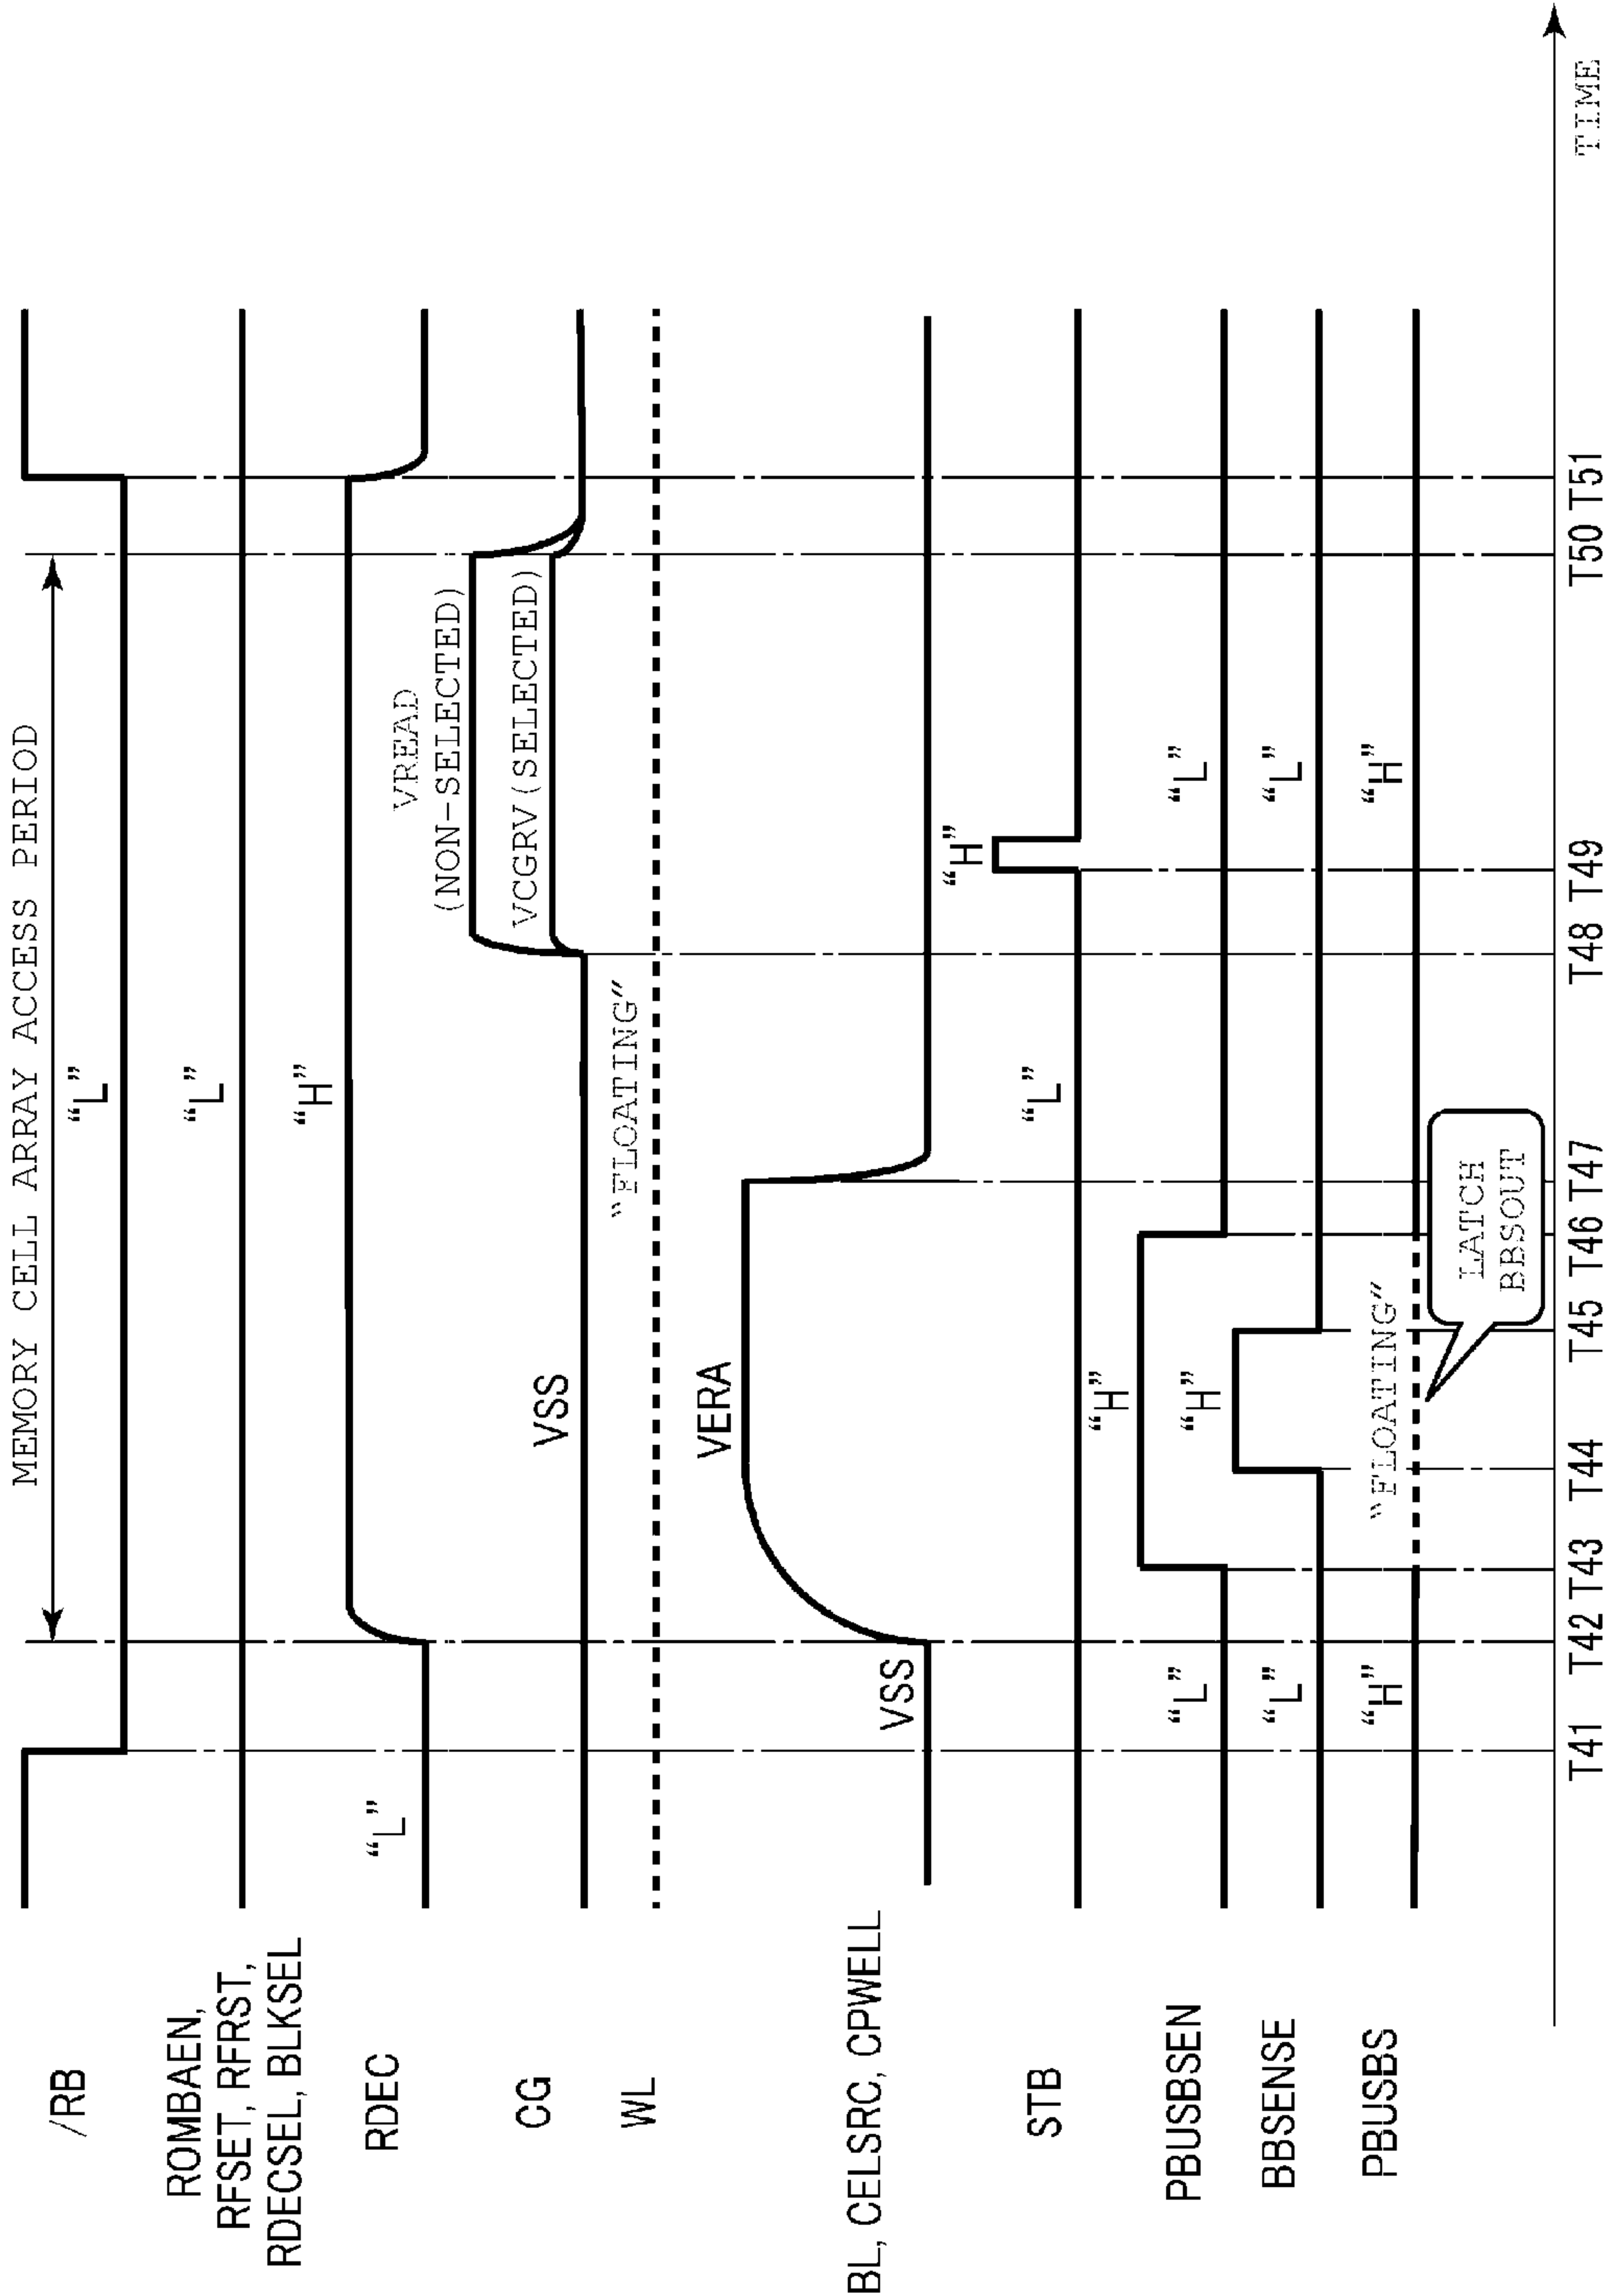 MEMORY CELL ARRAY ACCESS PERIOD
/RB
“L”
ROMBAEN,
RFSET, RFRST,
RDECSEL, BLKSEL
“L”
RDEC
“L”
“H”
VREAD
(NON-SELECTED)
VCGRV(SELECTED)
CG
VSS
WL
“FLOATING”
BL, CELSRC, CPWELL
VSS
VERA
STB
“L”
“H”
PBUSBSEN
“L”
“H”
“L”
BBSENSE
“L”
“H”
“L”
PBUSBS
“H”
“FLOATING”
“H”
LATCH
BBSOUT
T41 T42 T43 T44 T45 T46 T47 T48 T49 T50 T51
TIME